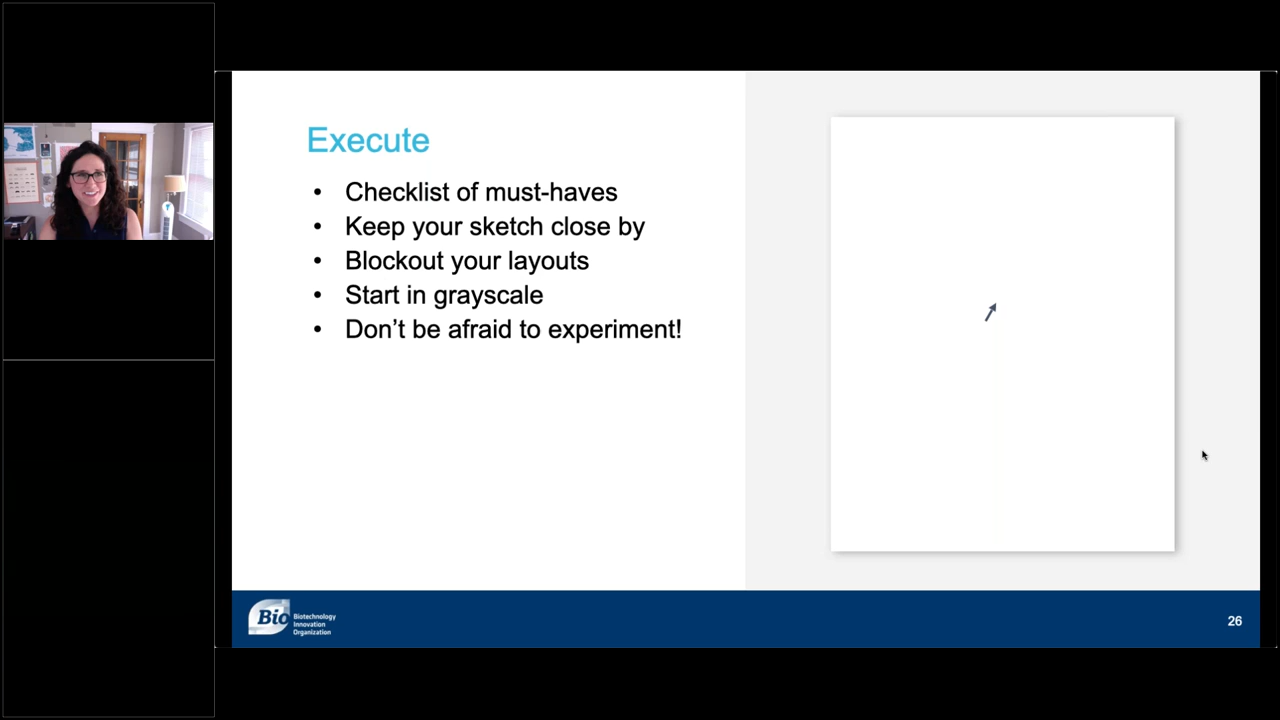 Execute
• Checklist of must-haves
• Keep your sketch close by
• Blockout your layouts
• Start in grayscale
• Don’t be afraid to experiment!
Bio
Biotechnology
Innovation
Organization
26